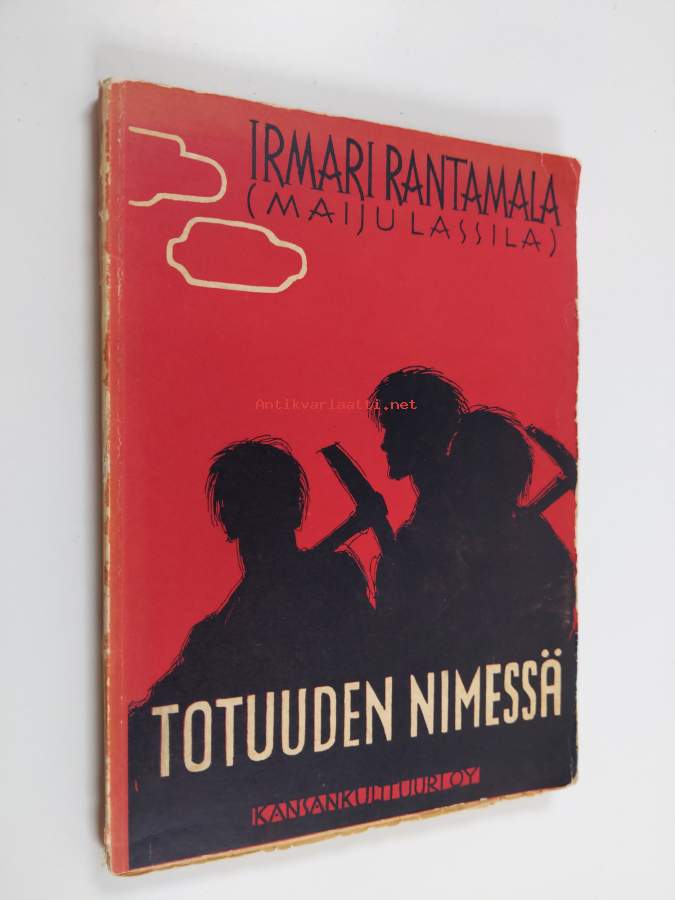 IRMARI RANTAMALA
(MAIJU LASSILA)
Antikvariaatti.net
TOTUUDEN NIMESSÄ
KANSANKULTTUURI OY